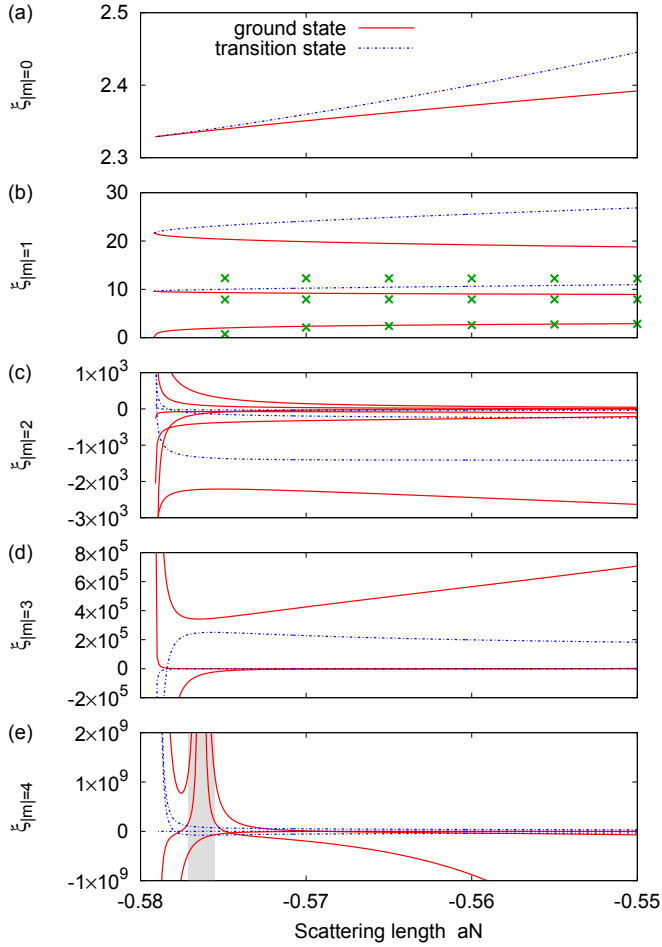 (a)
2.5
2.4
2.3
ξ|m|=0
ground state
transition state
(b)
30
20
10
0
ξ|m|=1
(c)
1×10³
0
-1×10³
-2×10³
-3×10³
ξ|m|=2
(d)
8×10⁵
6×10⁵
4×10⁵
2×10⁵
0
-2×10⁵
ξ|m|=3
(e)
2×10⁹
1×10⁹
0
-1×10⁹
ξ|m|=4
-0.58 -0.57 -0.56 -0.55
Scattering length aN